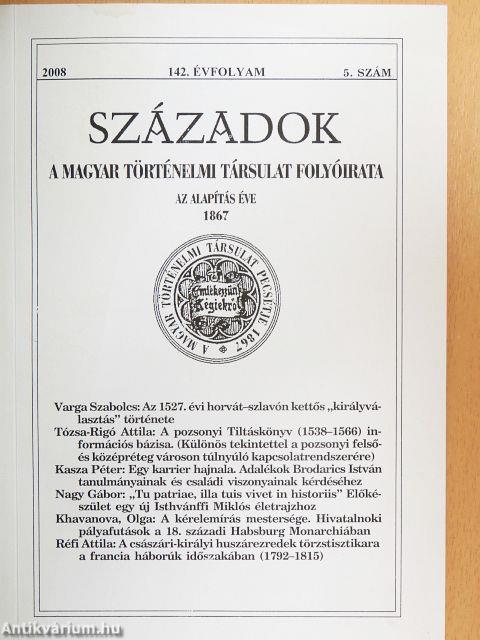 2008 142. ÉVFOLYAM 5. SZÁM
SZÁZADOK
A MAGYAR TÖRTÉNELMI TÁRSULAT FOLYÓIRATA
AZ ALAPÍTÁS ÉVE
1867
A MAGYAR TÖRTÉNELMI TÁRSULAT PECSÉTJE 1867
Emlékezzünk
Régiekről
Varga Szabolcs: Az 1527. évi horvát–szlavón kettős „királyvá-
lasztás” története
Tózsa-Rigó Attila: A pozsonyi Tiltáskönyv (1538–1566) in-
formációs bázisa. (Különös tekintettel a pozsonyi felső-
és középréteg városon túlnyúló kapcsolatrendszerére)
Kasza Péter: Egy karrier hajnala. Adalékok Brodarics István
tanulmányainak és családi viszonyainak kérdéséhez
Nagy Gábor: „Tu patriae, illa tuis vivet in historiis” Előké-
szület egy új Isthvánffi Miklós életrajzhoz
Khavanova, Olga: A kérelemírás mestersége. Hivatalnoki
pályafutások a 18. századi Habsburg Monarchiában
Réfi Attila: A császári-királyi huszárezredek törzstisztikara
a francia háborúk időszakában (1792–1815)
Antikvárium.hu